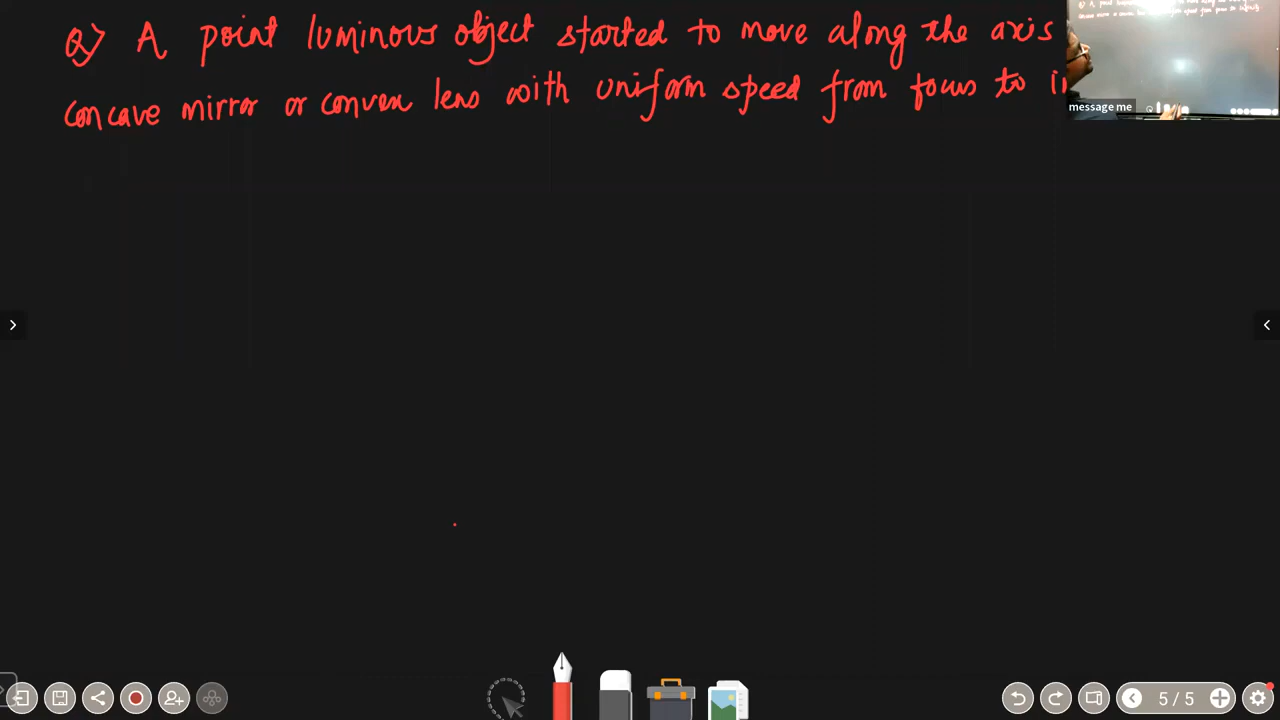 Q) A point luminous object started to move along the axis
concave mirror or convex lens with uniform speed from focus to
message me
5/5